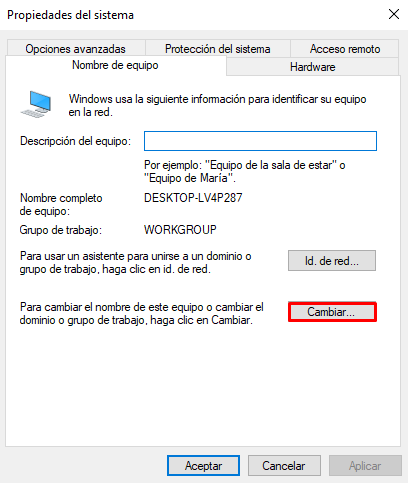 Propiedades del sistema
Opciones avanzadas Protección del sistema Acceso remoto
Nombre de equipo Hardware
Windows usa la siguiente información para identificar su equipo
en la red.
Descripción del equipo:
Por ejemplo: "Equipo de la sala de estar" o
"Equipo de María".
Nombre completo
de equipo:
DESKTOP-LV4P287
Grupo de trabajo: WORKGROUP
Para usar un asistente para unirse a un dominio o
grupo de trabajo, haga clic en id. de red.
Id. de red...
Para cambiar el nombre de este equipo o cambiar el
dominio o grupo de trabajo, haga clic en Cambiar.
Cambiar...
Aceptar Cancelar Aplicar